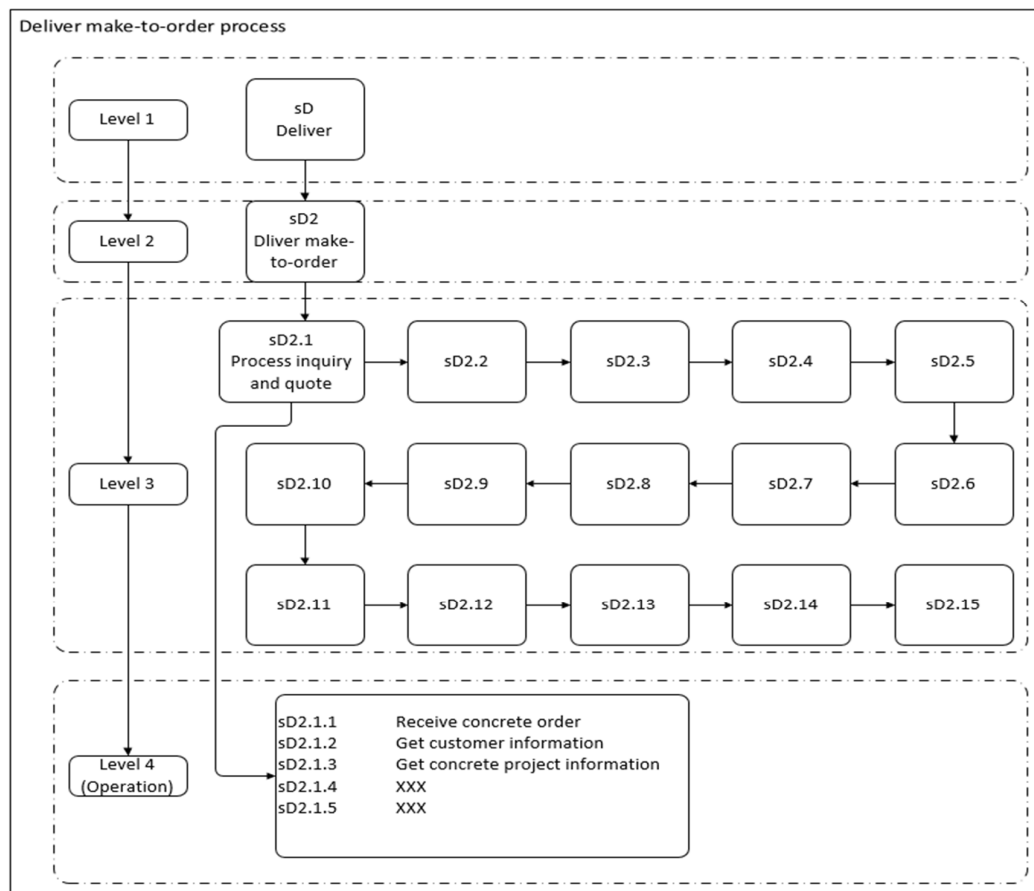 Deliver make-to-order process
Level 1
sD
Deliver
Level 2
sD2
Dliver make-
to-order
sD2.1
Process inquiry
and quote
sD2.2
sD2.3
sD2.4
sD2.5
Level 3
sD2.10
sD2.9
sD2.8
sD2.7
sD2.6
sD2.11
sD2.12
sD2.13
sD2.14
sD2.15
Level 4
(Operation)
sD2.1.1 Receive concrete order
sD2.1.2 Get customer information
sD2.1.3 Get concrete project information
sD2.1.4 XXX
sD2.1.5 XXX